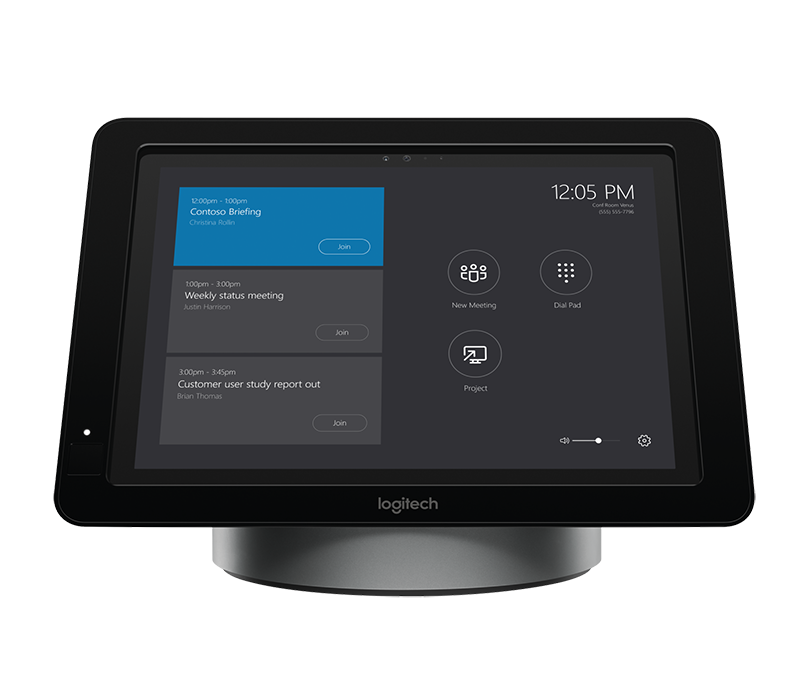 12:00pm - 1:00pm
Contoso Briefing
Christina Rollin
Join
1:00pm - 3:00pm
Weekly status meeting
Justin Harrison
Join
3:00pm - 3:45pm
Customer user study report out
Brian Thomas
Join
12:05 PM
Conf Room Venus
(555) 555-7796
New Meeting
Dial Pad
Project
logitech